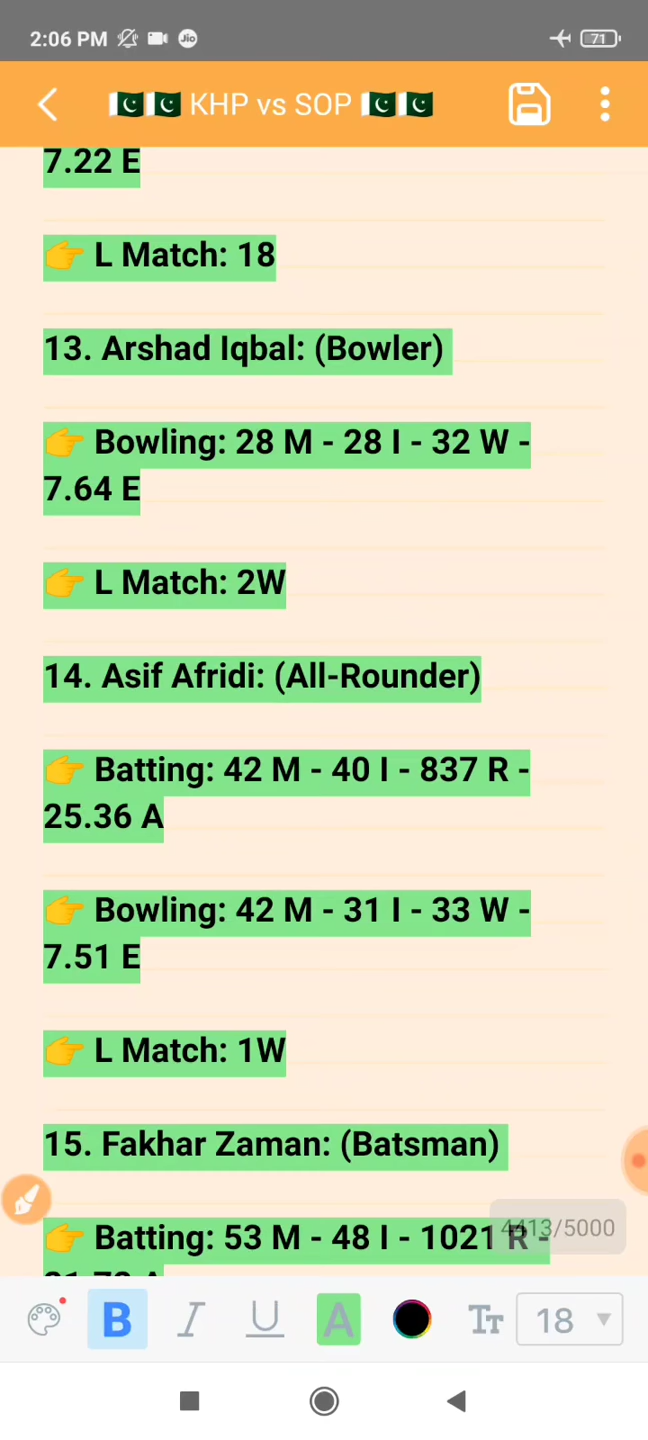 2:06 PM Jio 71
🇵🇰🇵🇰 KHP vs SOP 🇵🇰🇵🇰
7.22 E
👉 L Match: 18
13. Arshad Iqbal: (Bowler)
👉 Bowling: 28 M - 28 I - 32 W -
7.64 E
👉 L Match: 2W
14. Asif Afridi: (All-Rounder)
👉 Batting: 42 M - 40 I - 837 R -
25.36 A
👉 Bowling: 42 M - 31 I - 33 W -
7.51 E
👉 L Match: 1W
15. Fakhar Zaman: (Batsman)
4413/5000
👉 Batting: 53 M - 48 I - 1021 R -
B I U A TT 18